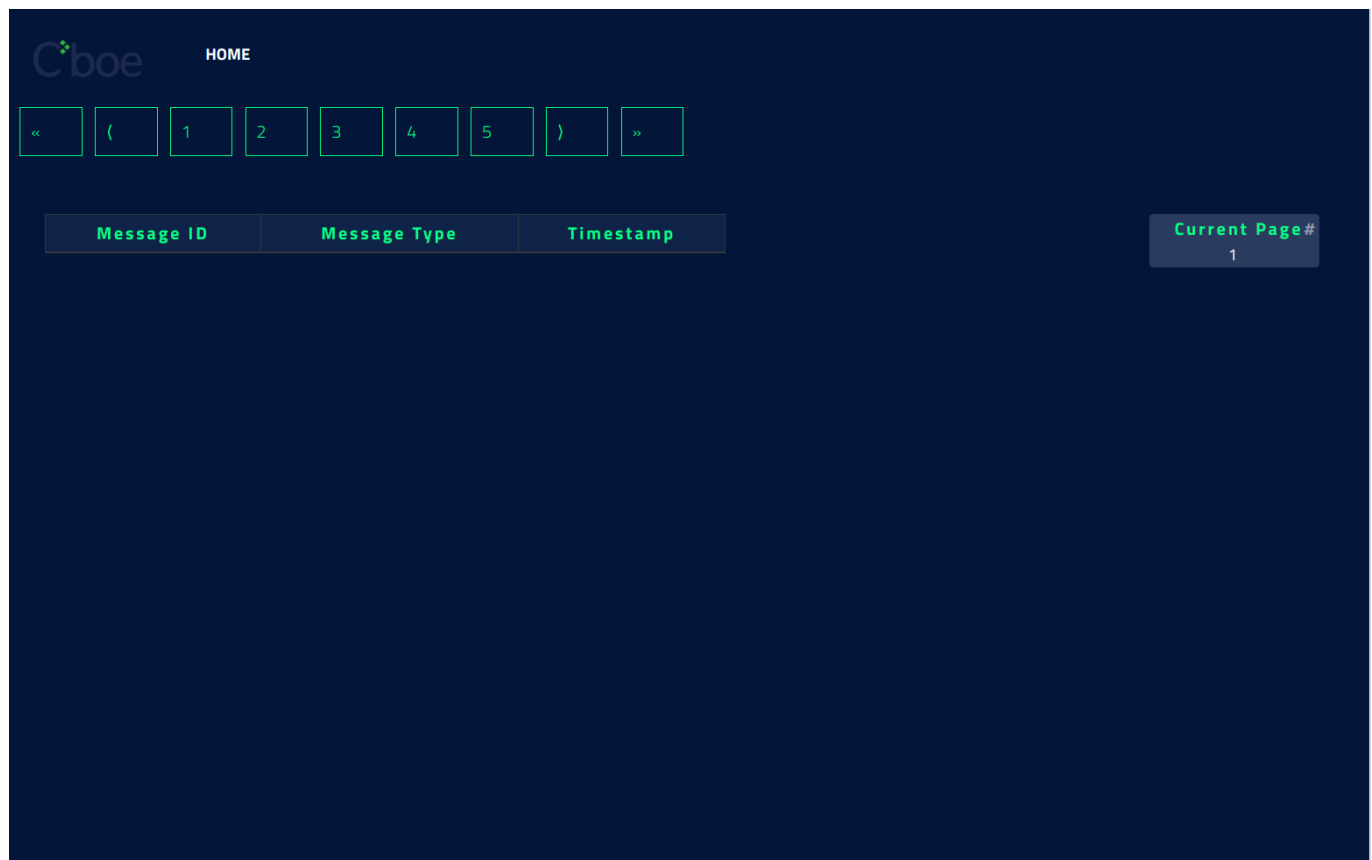 Cboe HOME
« ⟨ 1 2 3 4 5 ⟩ »
Message ID Message Type Timestamp
Current Page#
1